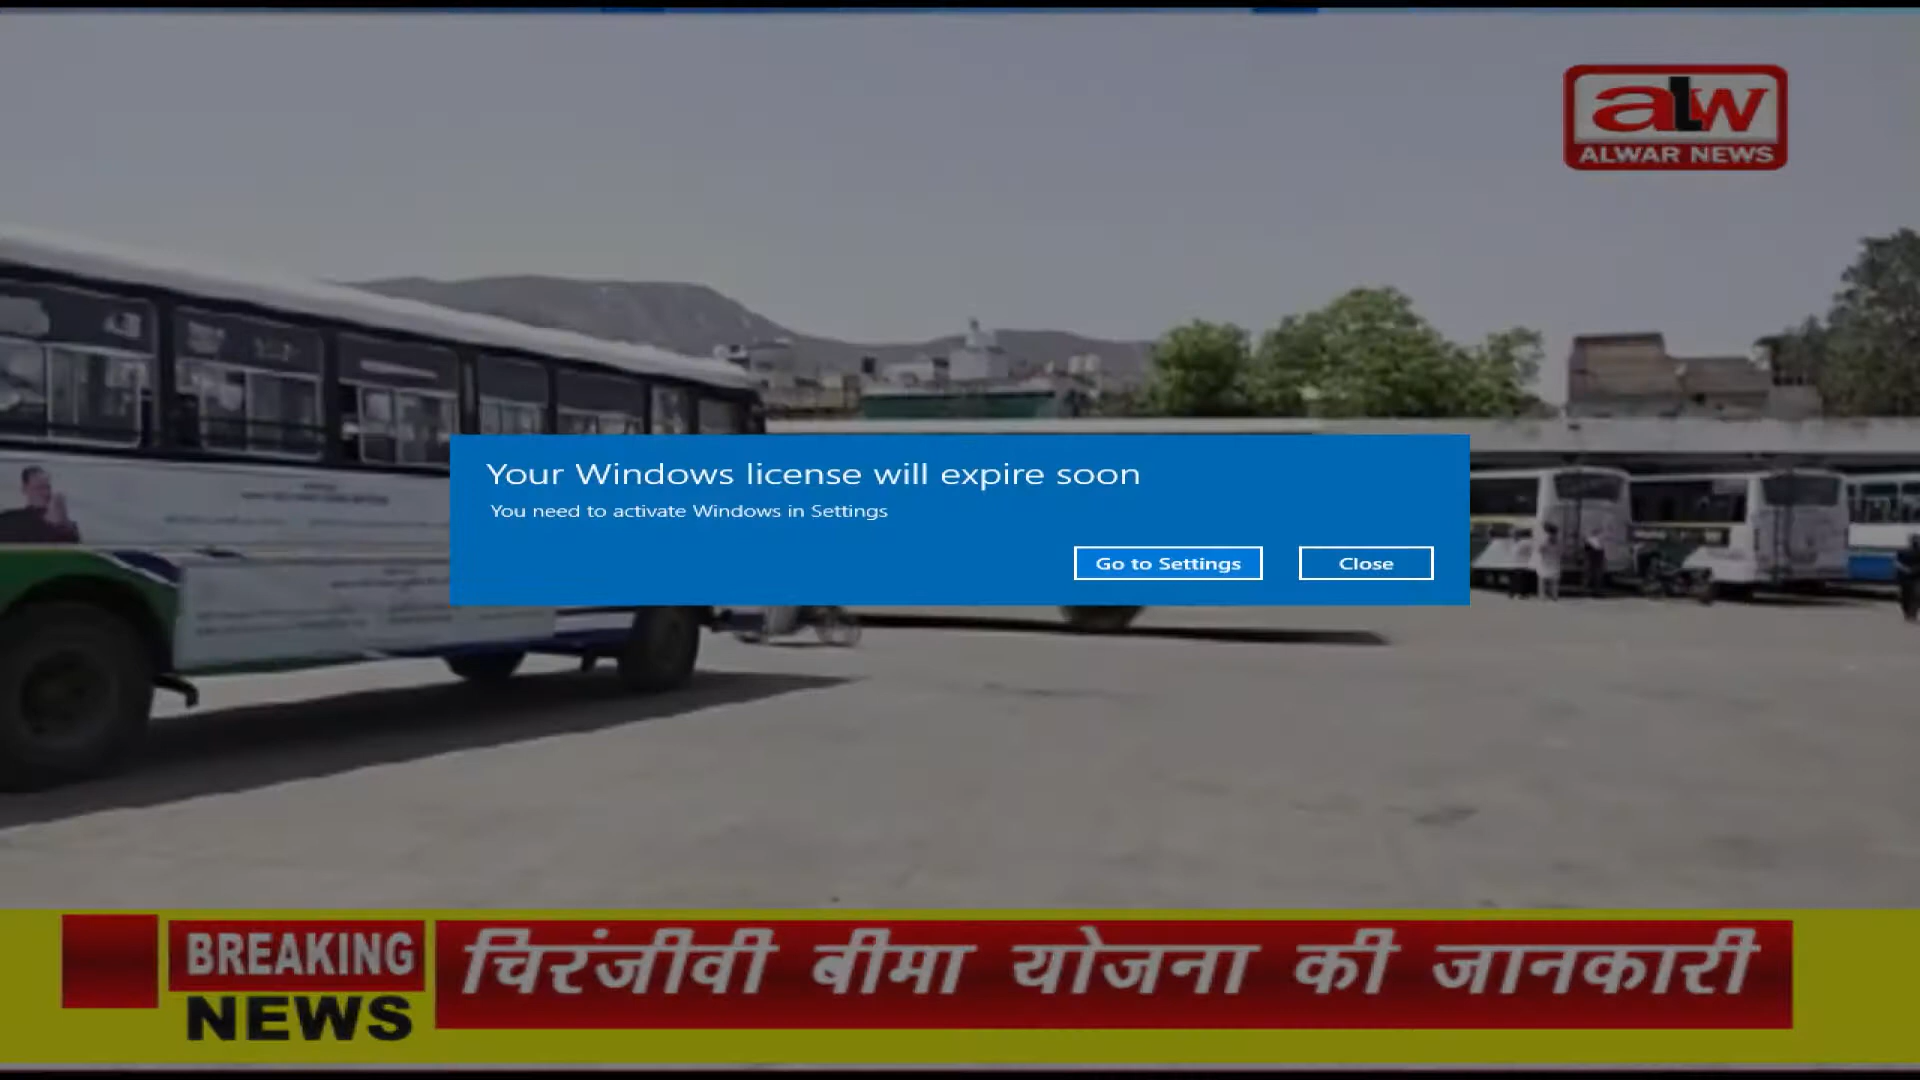 alw
ALWAR NEWS
Your Windows license will expire soon
You need to activate Windows in Settings
Go to Settings
Close
BREAKING
NEWS
चिरंजीवी बीमा योजना की जानकारी